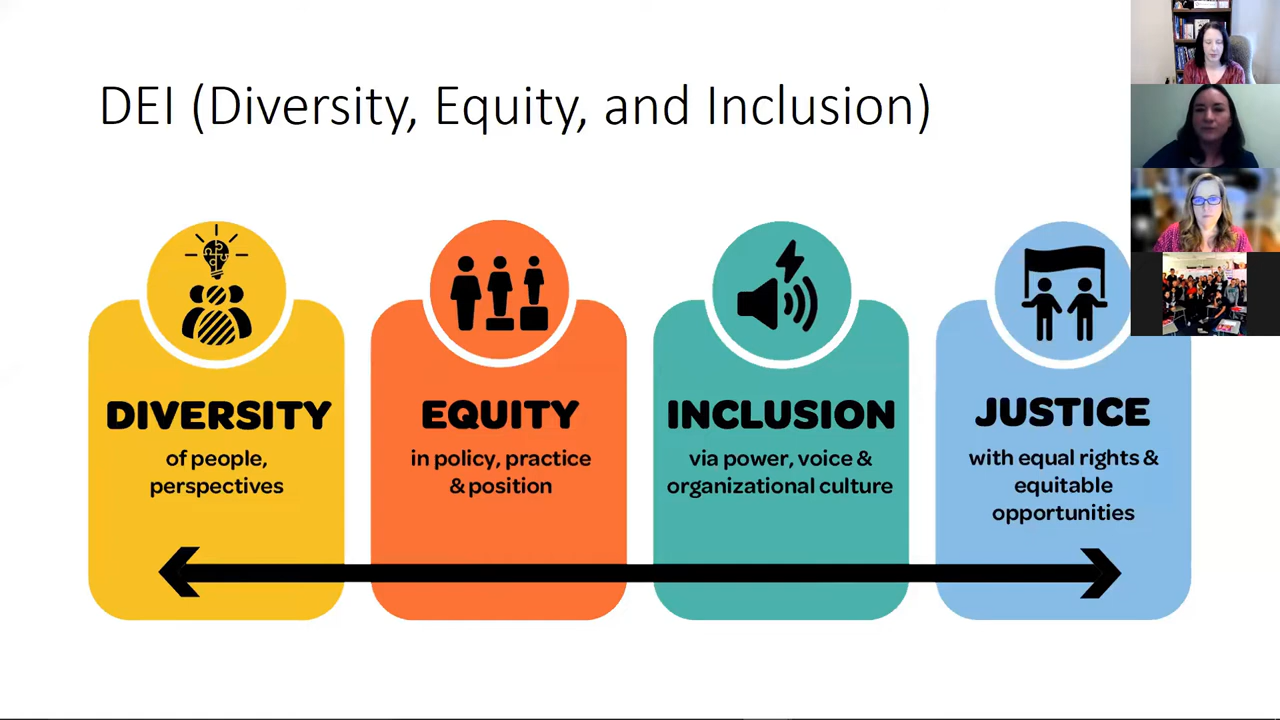 DEI (Diversity, Equity, and Inclusion)
DIVERSITY
of people,
perspectives
EQUITY
in policy, practice
& position
INCLUSION
via power, voice &
organizational culture
JUSTICE
with equal rights &
equitable
opportunities